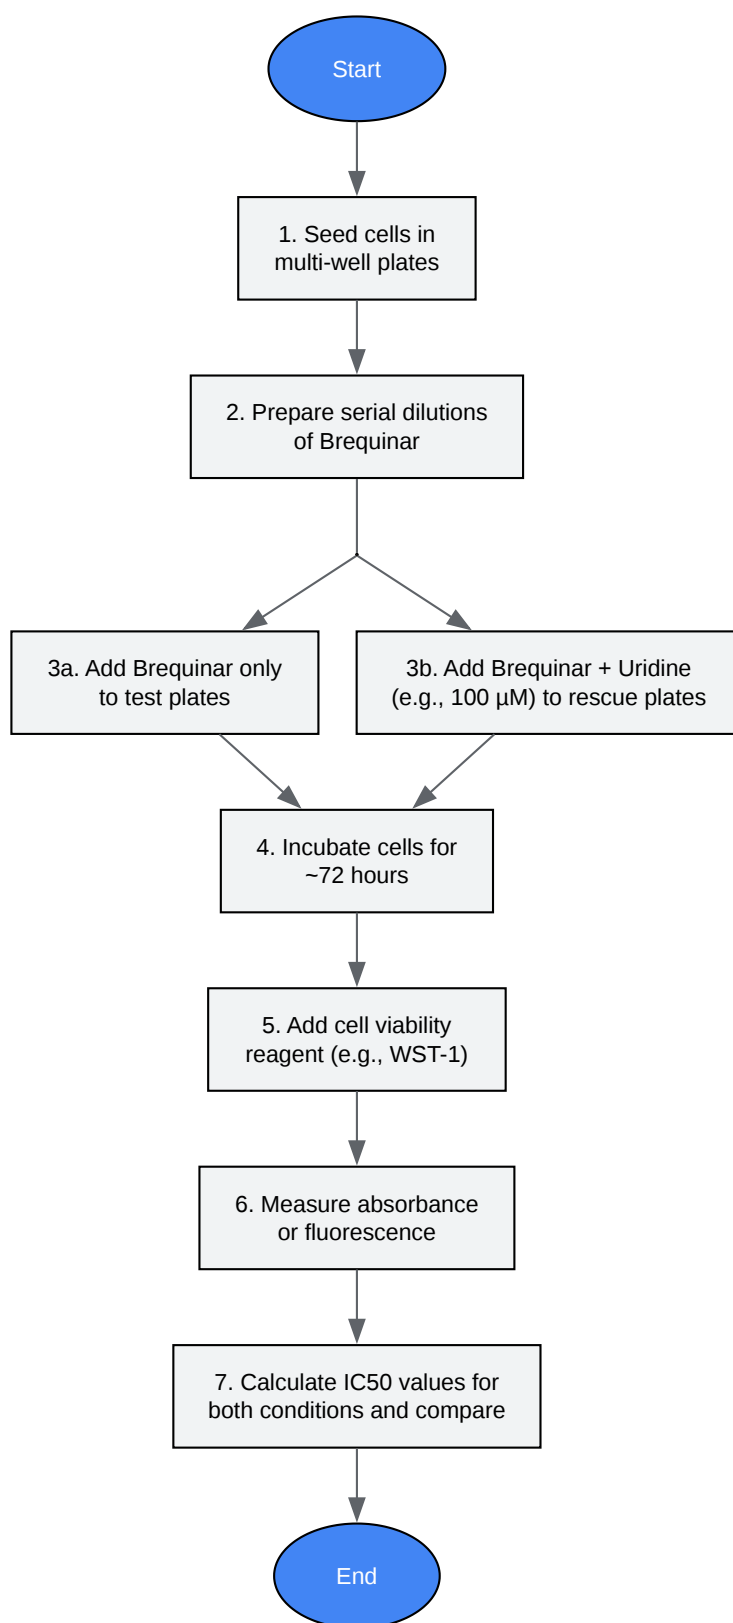 Start
1. Seed cells in
multi-well plates
2. Prepare serial dilutions
of Brequinar
3a. Add Brequinar only
to test plates
3b. Add Brequinar + Uridine
(e.g., 100 µM) to rescue plates
4. Incubate cells for
~72 hours
5. Add cell viability
reagent (e.g., WST-1)
6. Measure absorbance
or fluorescence
7. Calculate IC50 values for
both conditions and compare
End